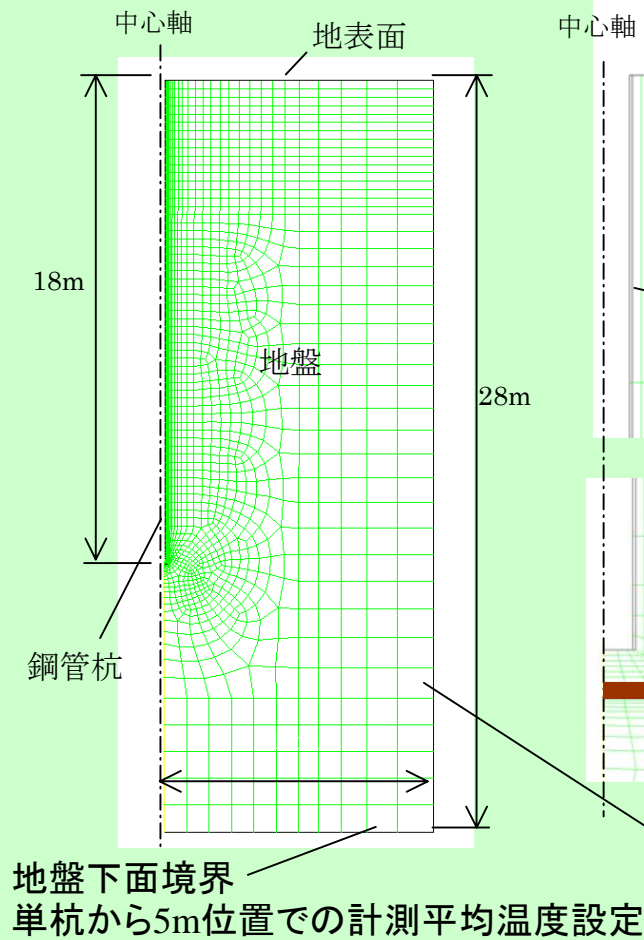 中心軸
地表面
中心軸
18m
地盤
28m
鋼管杭
地盤下面境界
単杭から5m位置での計測平均温度設定